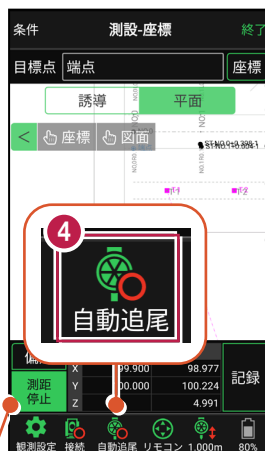 条件 測設-座標 終了
目標点 端点 座標
誘導 平面
< 座標 図面
T-1 T-2
4
自動追尾
X 99.900 98.977
測距停止 Y 100.000 100.224 記録
Z 4.991
観測設定 接続 自動追尾 リモコン 1.000m 80%